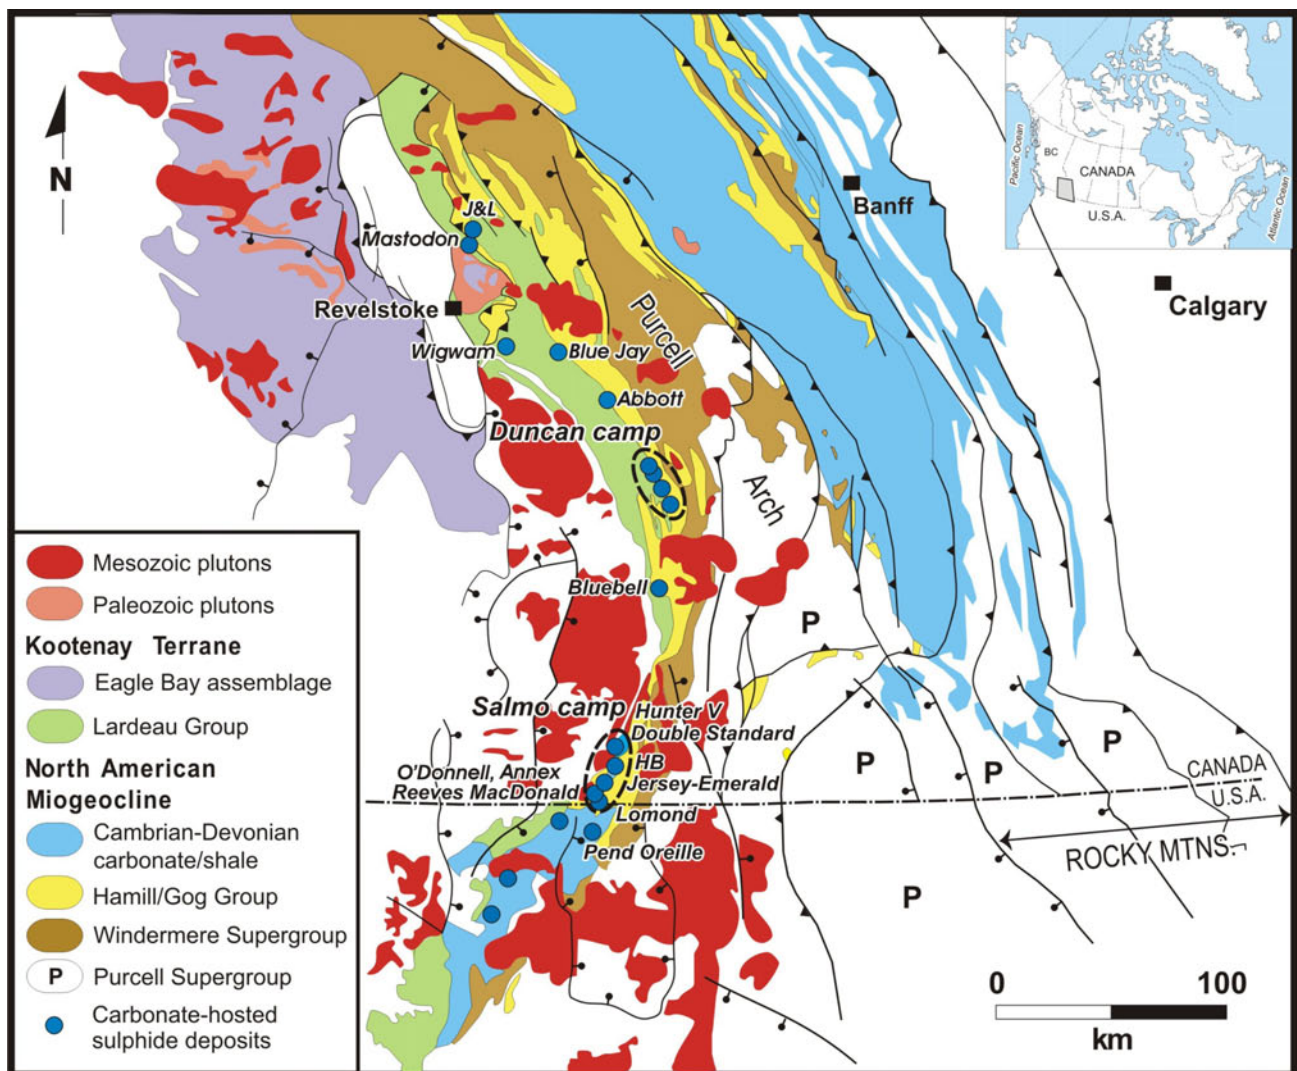 Pacific Ocean
BC
CANADA
U.S.A.
Atlantic Ocean
N
Banff
Calgary
J&L
Mastodon
Revelstoke
Purcell
Wigwam
Blue Jay
Abbott
Duncan camp
Arch
Bluebell
P
Salmo camp
Hunter V
Double Standard
HB
O'Donnell, Annex
Jersey-Emerald
Reeves MacDonald
Lomond
Pend Oreille
P
P
P
CANADA
U.S.A.
ROCKY MTNS.
P
Mesozoic plutons
Paleozoic plutons
Kootenay Terrane
Eagle Bay assemblage
Lardeau Group
North American
Miogeocline
Cambrian-Devonian
carbonate/shale
Hamill/Gog Group
Windermere Supergroup
P Purcell Supergroup
Carbonate-hosted
sulphide deposits
0 100
km